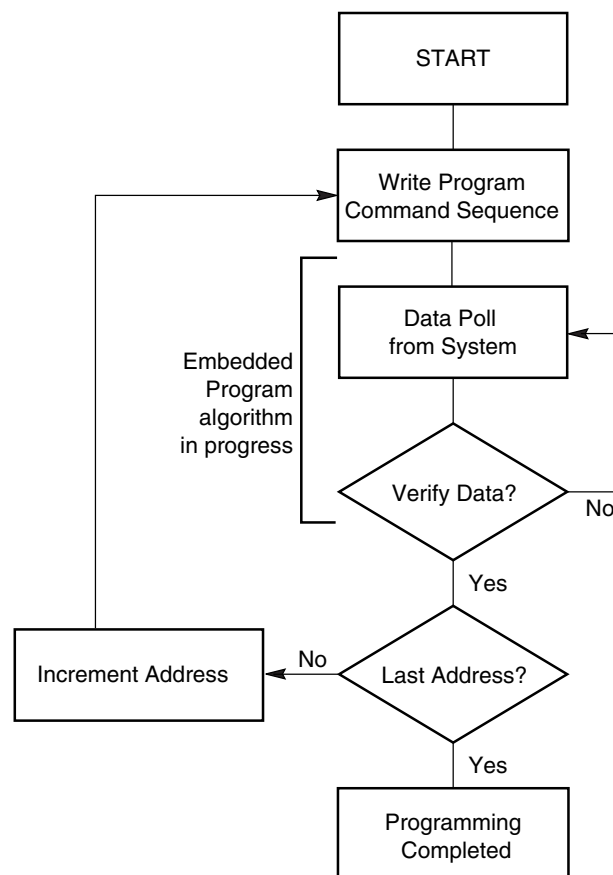 START
Write Program
Command Sequence
Data Poll
from System
Embedded
Program
algorithm
in progress
Verify Data?
No
Yes
Increment Address
No
Last Address?
Yes
Programming
Completed